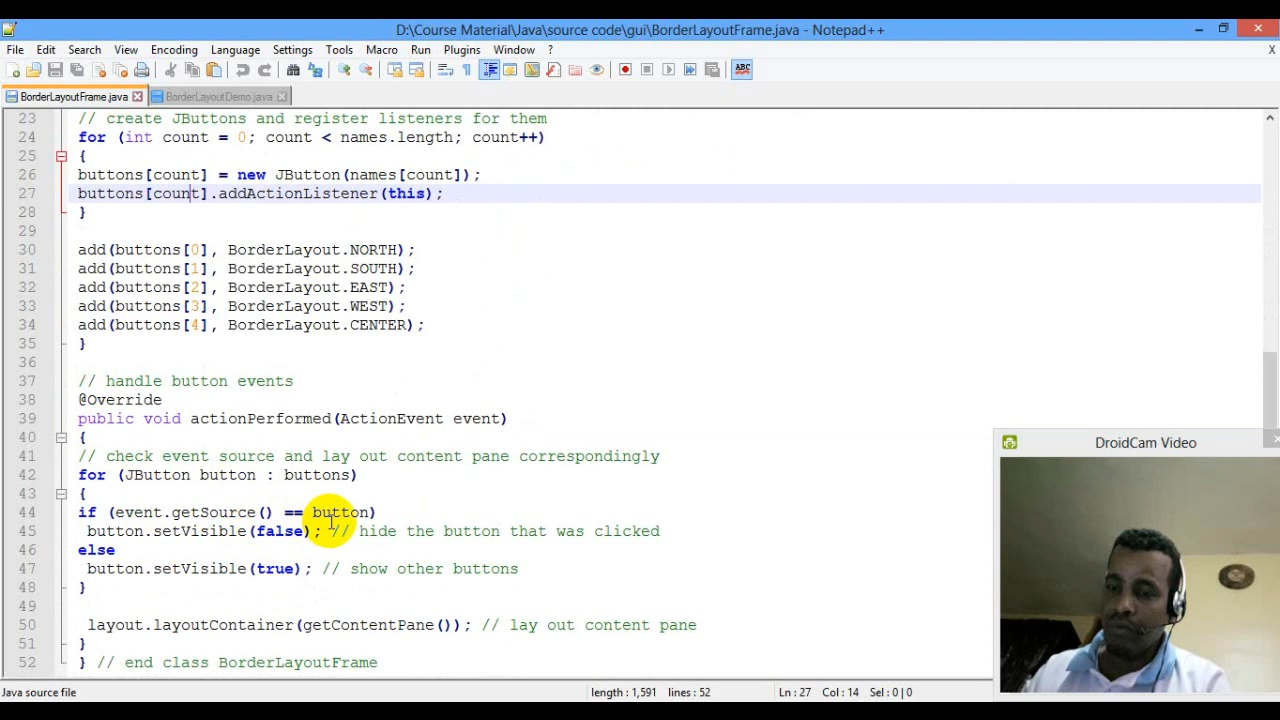 D:\Course Material\Java\source code\gui\BorderLayoutFrame.java - Notepad++
File Edit Search View Encoding Language Settings Tools Macro Run Plugins Window ? X
ABC
BorderLayoutFrame.java BorderLayoutDemo.java
23 // create JButtons and register listeners for them
24 for (int count = 0; count < names.length; count++)
25 {
26 buttons[count] = new JButton(names[count]);
27 buttons[count].addActionListener(this);
28 }
29
30 add(buttons[0], BorderLayout.NORTH);
31 add(buttons[1], BorderLayout.SOUTH);
32 add(buttons[2], BorderLayout.EAST);
33 add(buttons[3], BorderLayout.WEST);
34 add(buttons[4], BorderLayout.CENTER);
35 }
36
37 // handle button events
38 @Override
39 public void actionPerformed(ActionEvent event)
40 {
41 // check event source and lay out content pane correspondingly
42 for (JButton button : buttons)
43 {
44 if (event.getSource() == button)
45 button.setVisible(false); // hide the button that was clicked
46 else
47 button.setVisible(true); // show other buttons
48 }
49
50 layout.layoutContainer(getContentPane()); // lay out content pane
51 }
52 } // end class BorderLayoutFrame
DroidCam Video
Java source file length : 1,591 lines : 52 Ln : 27 Col : 14 Sel : 0 | 0